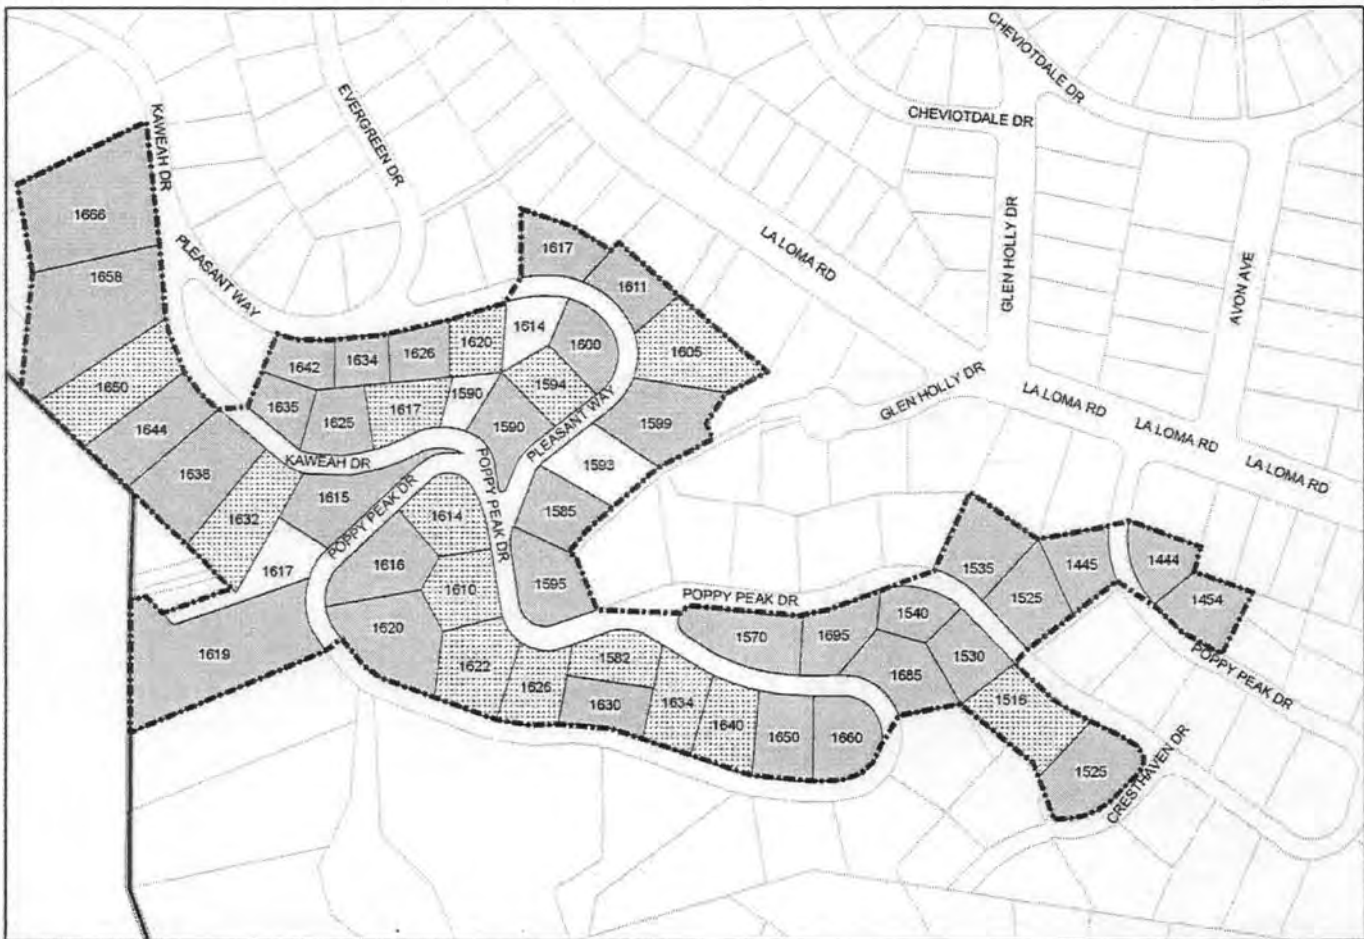 CHEVIOTDALE DR
KAWEAH DR
EVERGREEN DR
CHEVIOTDALE DR
1666
GLEN HOLLY DR
LA LOMA RD
PLEASANT WAY
1617
AVON AVE
1658
1611
1614
1620
1600
1605
1642
1634
1626
1650
1594
1590
GLEN HOLLY DR
LA LOMA RD
1635
1617
1625
PLEASANT WAY
1590
1599
1644
LA LOMA RD
KAWEAH DR
1593
LA LOMA RD
1638
POPPY PEAK DR
1615
POPPY PEAK DR
1614
1585
1632
1535
1445
1444
1616
1617
1595
1610
1525
1454
POPPY PEAK DR
1540
1620
1570
1695
1619
1530
1582
1622
1685
POPPY PEAK DR
1626
1630
1634
1516
1640
1650
1660
1525
CRESTHAVEN DR